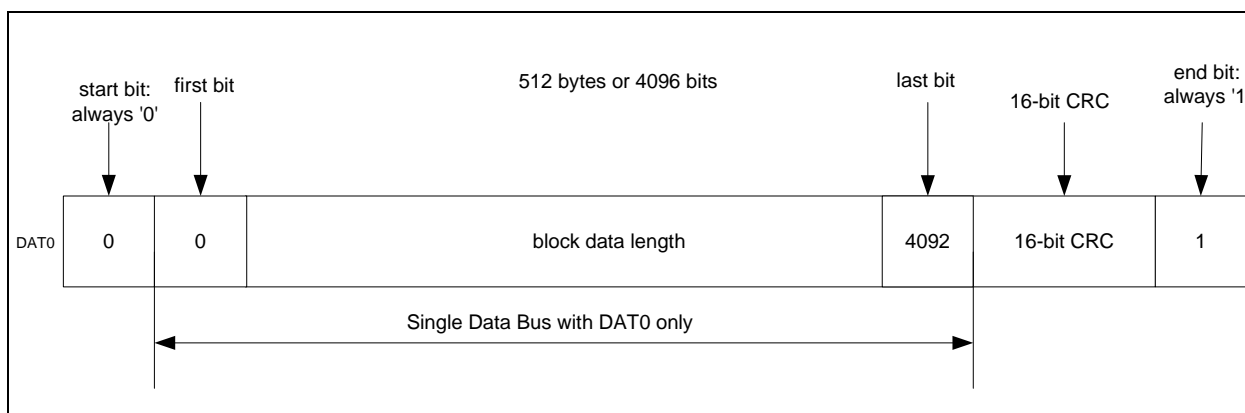 start bit:
always '0'
first bit
512 bytes or 4096 bits
last bit
16-bit CRC
end bit:
always '1
DAT0
0
0
block data length
4092
16-bit CRC
1
Single Data Bus with DAT0 only